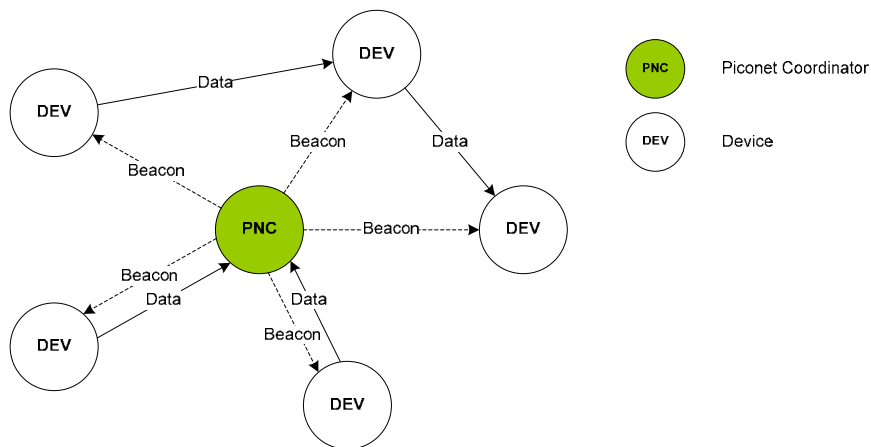 DEV
PNC
Piconet Coordinator
Data
DEV
DEV
Device
Beacon
Data
Beacon
PNC
Beacon
DEV
Beacon
Data
Data
Beacon
DEV
DEV